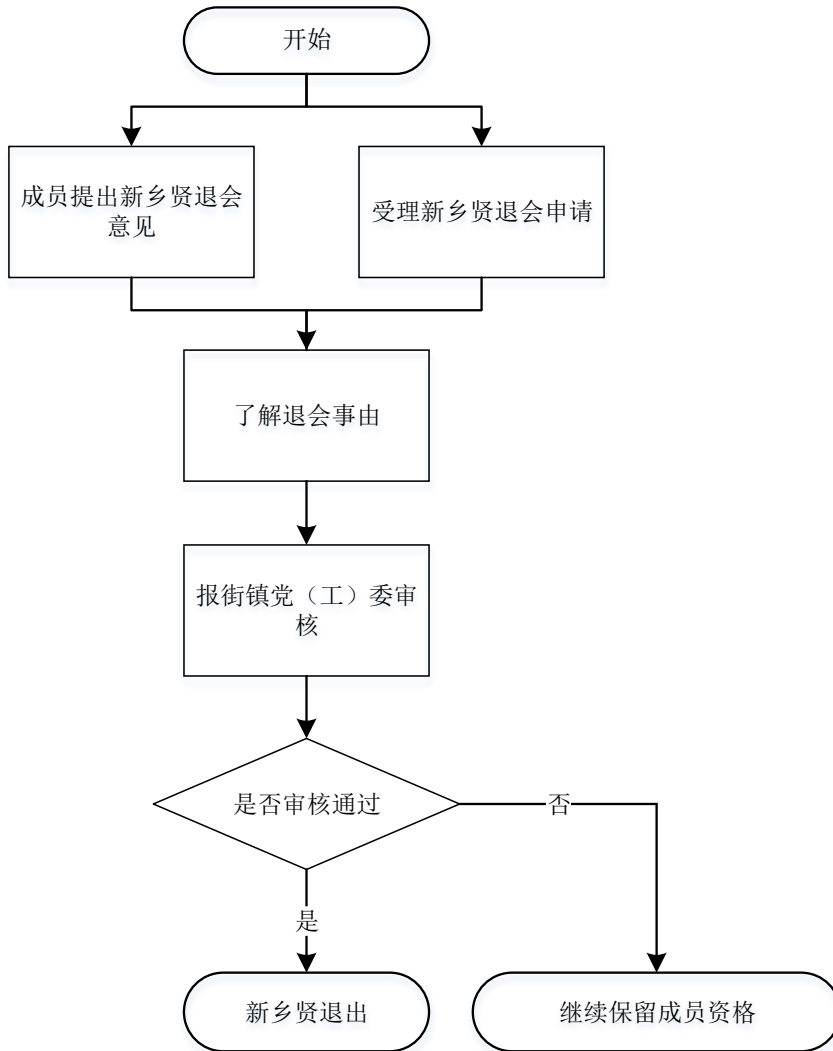 开始
成员提出新乡贤退会
意见
受理新乡贤退会申请
了解退会事由
报街镇党（工）委审
核
是否审核通过
否
是
新乡贤退出
继续保留成员资格